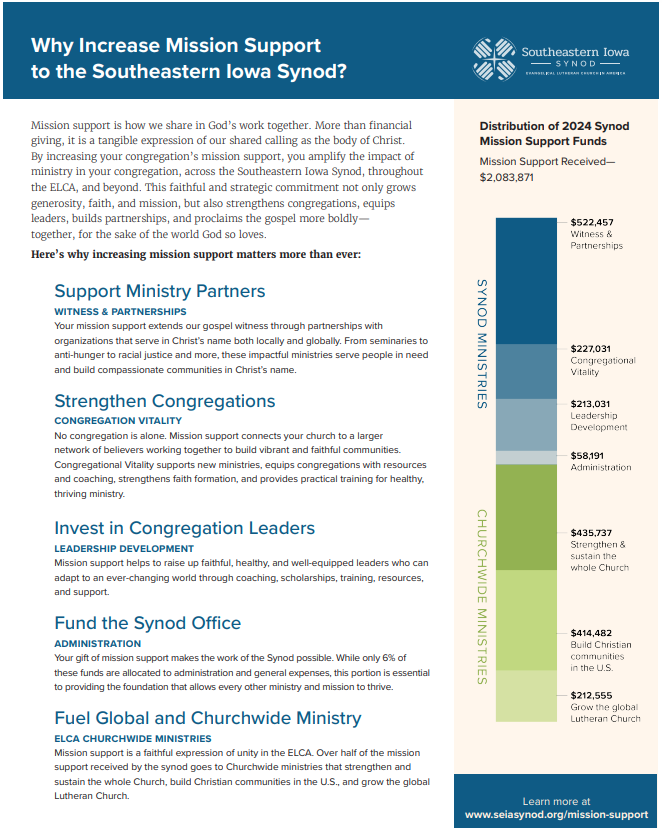 Why Increase Mission Support
to the Southeastern Iowa Synod?
Southeastern Iowa
SYNOD
EVANGELICAL LUTHERAN CHURCH IN AMERICA
Mission support is how we share in God's work together. More than financial
giving, it is a tangible expression of our shared calling as the body of Christ.
By increasing your congregation's mission support, you amplify the impact of
ministry in your congregation, across the Southeastern Iowa Synod, throughout
the ELCA, and beyond. This faithful and strategic commitment not only grows
generosity, faith, and mission, but also strengthens congregations, equips
leaders, builds partnerships, and proclaims the gospel more boldly—
together, for the sake of the world God so loves.
Here's why increasing mission support matters more than ever:
Support Ministry Partners
WITNESS & PARTNERSHIPS
Your mission support extends our gospel witness through partnerships with
organizations that serve in Christ's name both locally and globally. From seminaries to
anti-hunger to racial justice and more, these impactful ministries serve people in need
and build compassionate communities in Christ's name.
Strengthen Congregations
CONGREGATION VITALITY
No congregation is alone. Mission support connects your church to a larger
network of believers working together to build vibrant and faithful communities.
Congregational Vitality supports new ministries, equips congregations with resources
and coaching, strengthens faith formation, and provides practical training for healthy,
thriving ministry.
Invest in Congregation Leaders
LEADERSHIP DEVELOPMENT
Mission support helps to raise up faithful, healthy, and well-equipped leaders who can
adapt to an ever-changing world through coaching, scholarships, training, resources,
and support.
Fund the Synod Office
ADMINISTRATION
Your gift of mission support makes the work of the Synod possible. While only 6% of
these funds are allocated to administration and general expenses, this portion is essential
to providing the foundation that allows every other ministry and mission to thrive.
Fuel Global and Churchwide Ministry
ELCA CHURCHWIDE MINISTRIES
Mission support is a faithful expression of unity in the ELCA. Over half of the mission
support received by the synod goes to Churchwide ministries that strengthen and
sustain the whole Church, build Christian communities in the U.S., and grow the global
Lutheran Church.
Distribution of 2024 Synod
Mission Support Funds
Mission Support Received—
$2,083,871
SYNOD MINISTRIES
$522,457
Witness &
Partnerships
$227,031
Congregational
Vitality
$213,031
Leadership
Development
$58,191
Administration
CHURCHWIDE MINISTRIES
$435,737
Strengthen &
sustain the
whole Church
$414,482
Build Christian
communities
in the U.S.
$212,555
Grow the global
Lutheran Church
Learn more at
www.seiasynod.org/mission-support